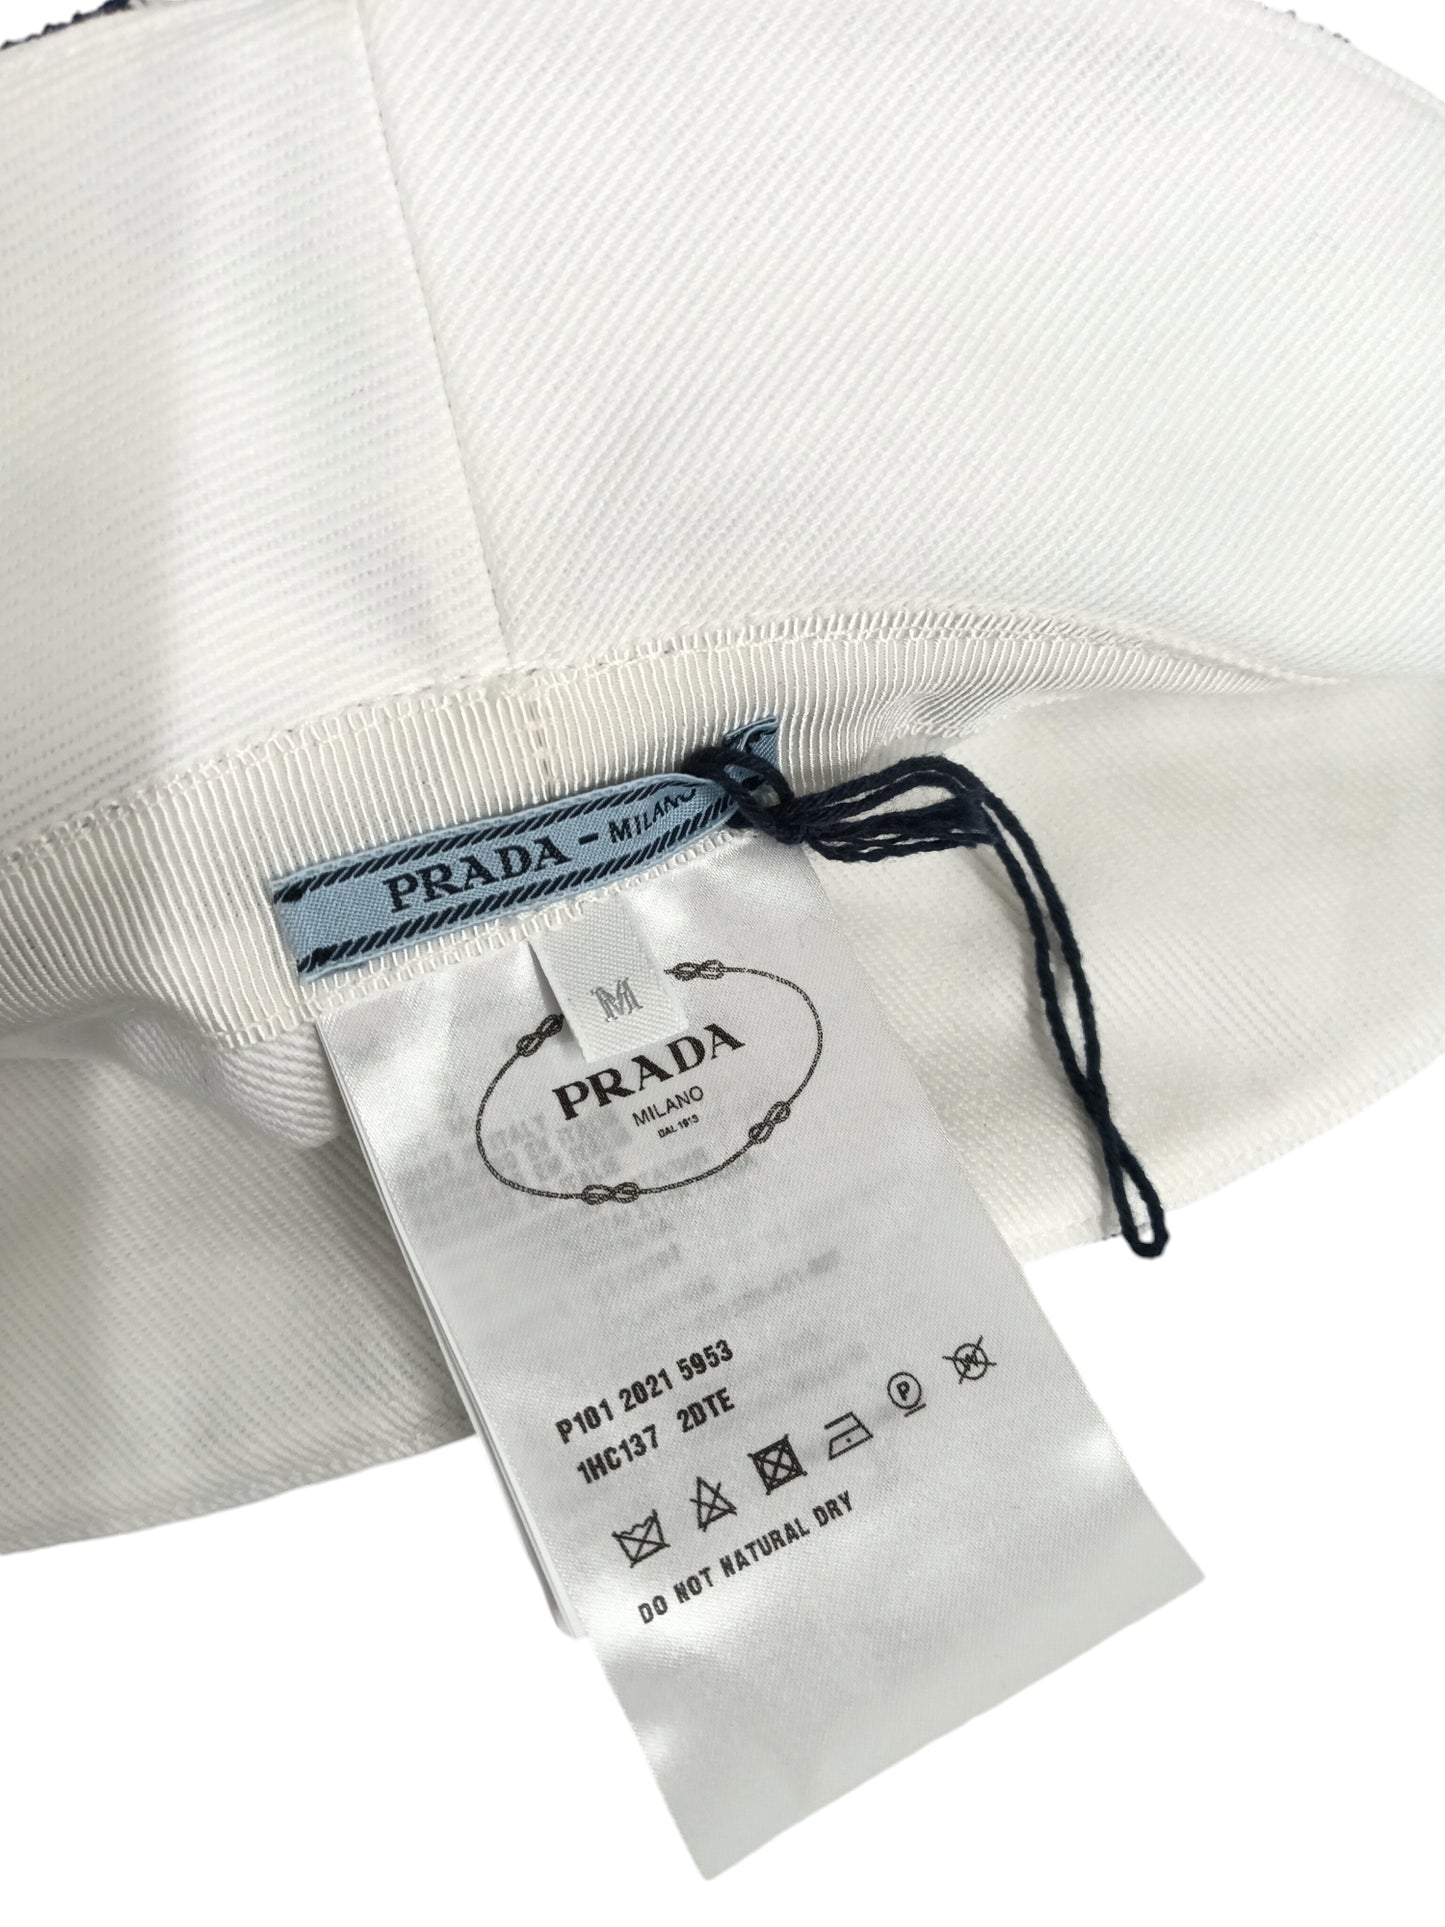 PRADA - MILANO
M
PRADA
MILANO
DAL 1913
P101 2021 5953
1HC137 2DTE
P
W
DO NOT NATURAL DRY